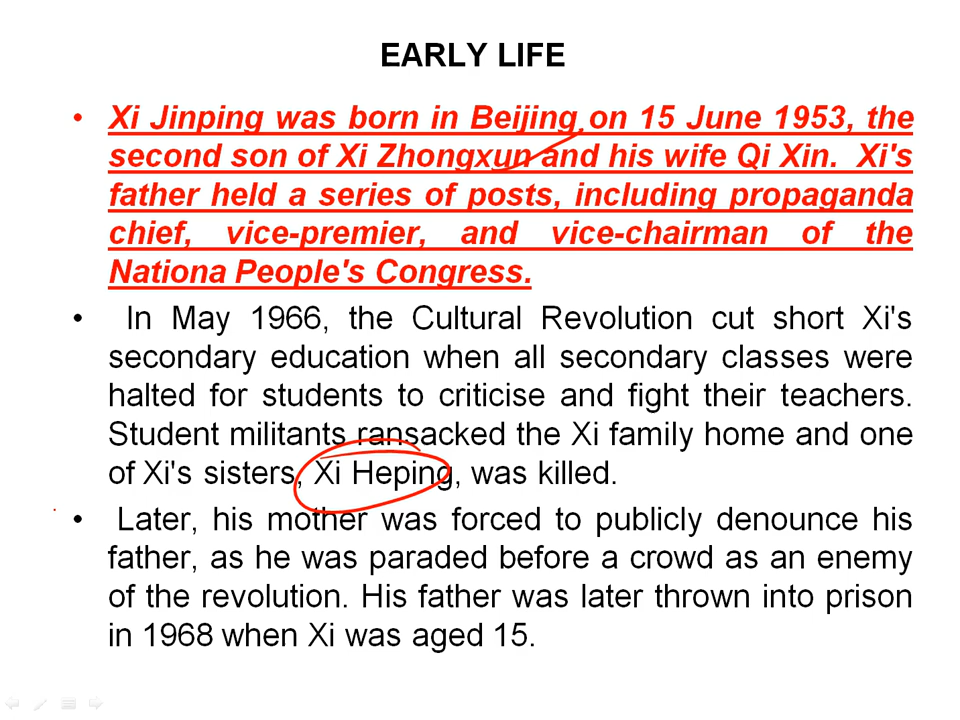 EARLY LIFE
• Xi Jinping was born in Beijing on 15 June 1953, the
second son of Xi Zhongxun and his wife Qi Xin. Xi's
father held a series of posts, including propaganda
chief, vice-premier, and vice-chairman of the
Nationa People's Congress.
• In May 1966, the Cultural Revolution cut short Xi's
secondary education when all secondary classes were
halted for students to criticise and fight their teachers.
Student militants ransacked the Xi family home and one
of Xi's sisters, Xi Heping, was killed.
• Later, his mother was forced to publicly denounce his
father, as he was paraded before a crowd as an enemy
of the revolution. His father was later thrown into prison
in 1968 when Xi was aged 15.